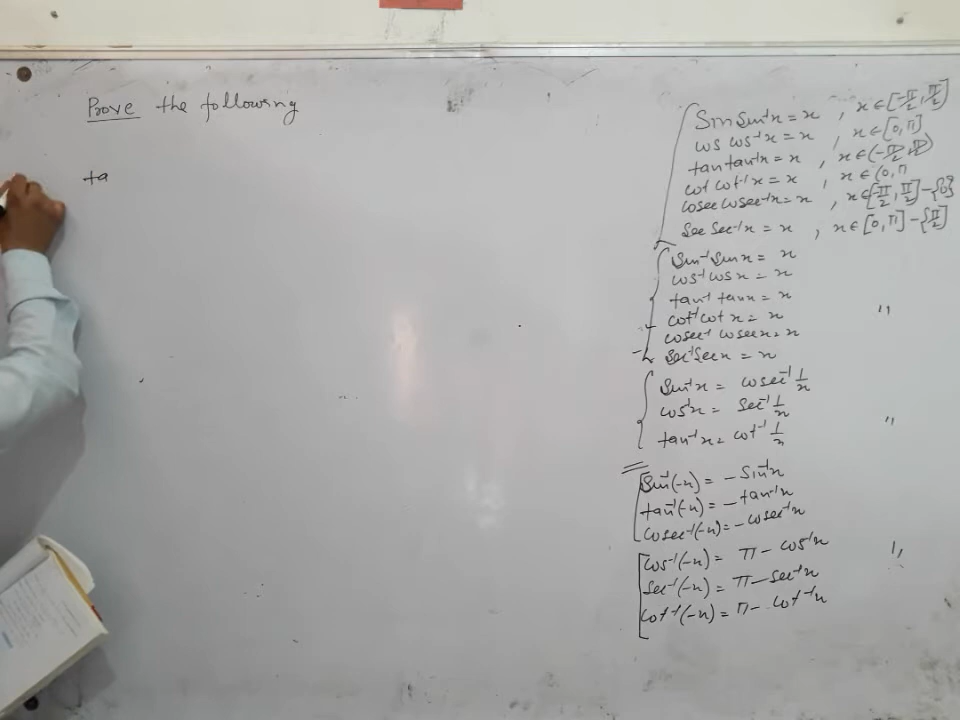 Prove the following
ta
sin sin⁻¹x = x , x ∈ [-π/2, π/2]
cos cos⁻¹x = x , x ∈ [0, π]
tan tan⁻¹x = x , x ∈ (-π/2, π/2)
cot cot⁻¹x = x , x ∈ (0, π
cosec cosec⁻¹x = x , x ∈ [-π/2, π/2] - {0}
sec sec⁻¹x = x , x ∈ [0, π] - {π/2}
sin⁻¹ sin x = x
cos⁻¹ cos x = x
tan⁻¹ tan x = x
cot⁻¹ cot x = x "
cosec⁻¹ cosec x = x
sec⁻¹ sec x = x
sin⁻¹x = cosec⁻¹ 1/x
cos⁻¹x = sec⁻¹ 1/x
tan⁻¹x = cot⁻¹ 1/x "
sin⁻¹(-x) = - sin⁻¹x
tan⁻¹(-x) = - tan⁻¹x
cosec⁻¹(-x) = - cosec⁻¹x
cos⁻¹(-x) = π - cos⁻¹x "
sec⁻¹(-x) = π - sec⁻¹x
cot⁻¹(-x) = π - cot⁻¹x